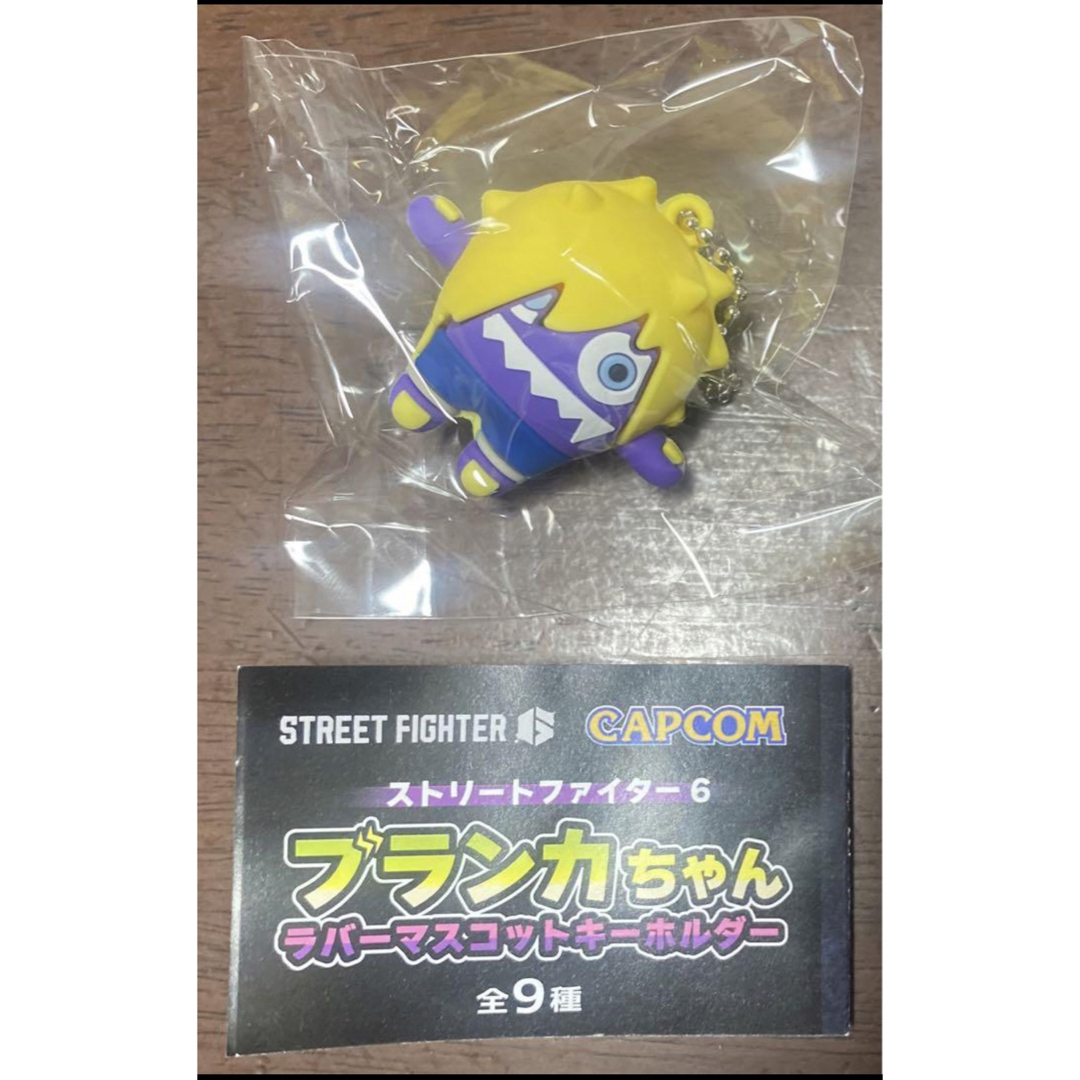 STREET FIGHTER 6 CAPCOM
ストリートファイター6
ブランカちゃん
ラバーマスコットキーホルダー
全9種